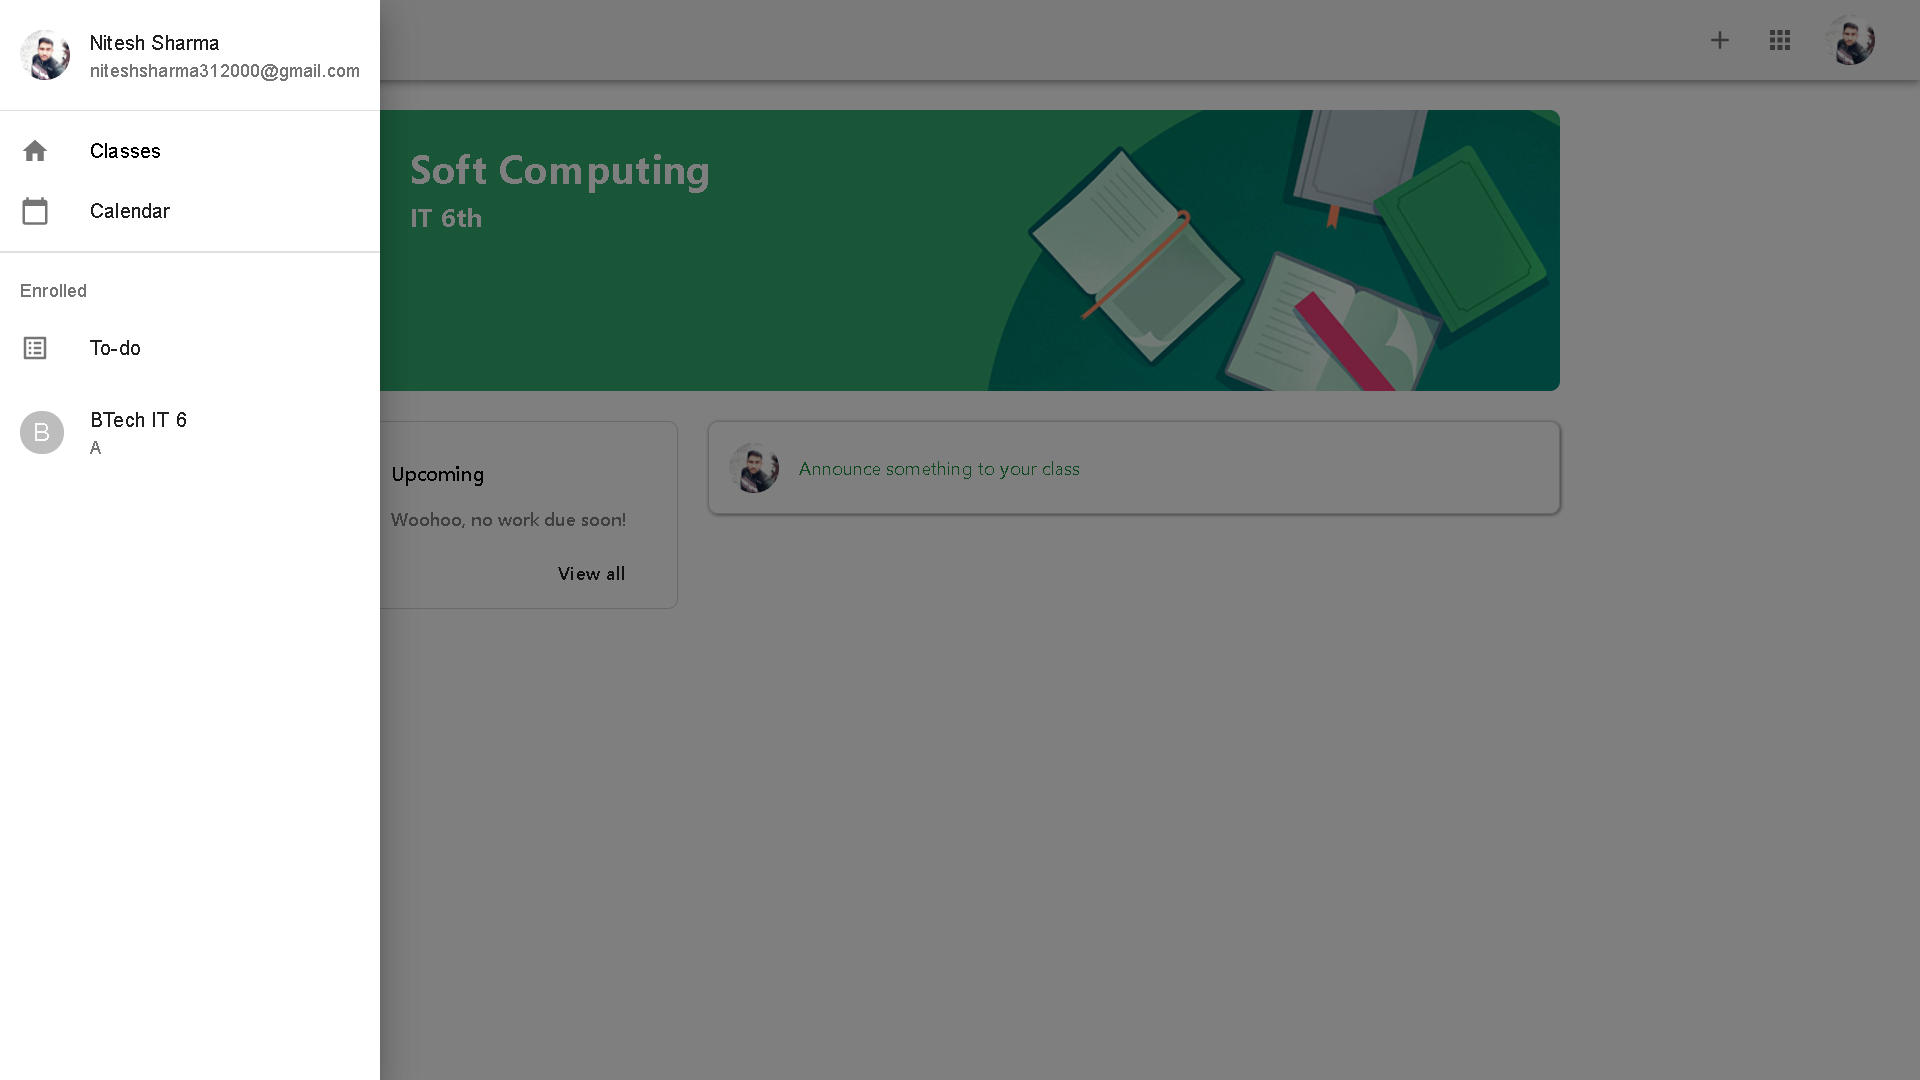 Nitesh Sharma
niteshsharma312000@gmail.com
Classes
Calendar
Enrolled
To-do
B
BTech IT 6
A
Soft Computing
IT 6th
Upcoming
Woohoo, no work due soon!
View all
Announce something to your class